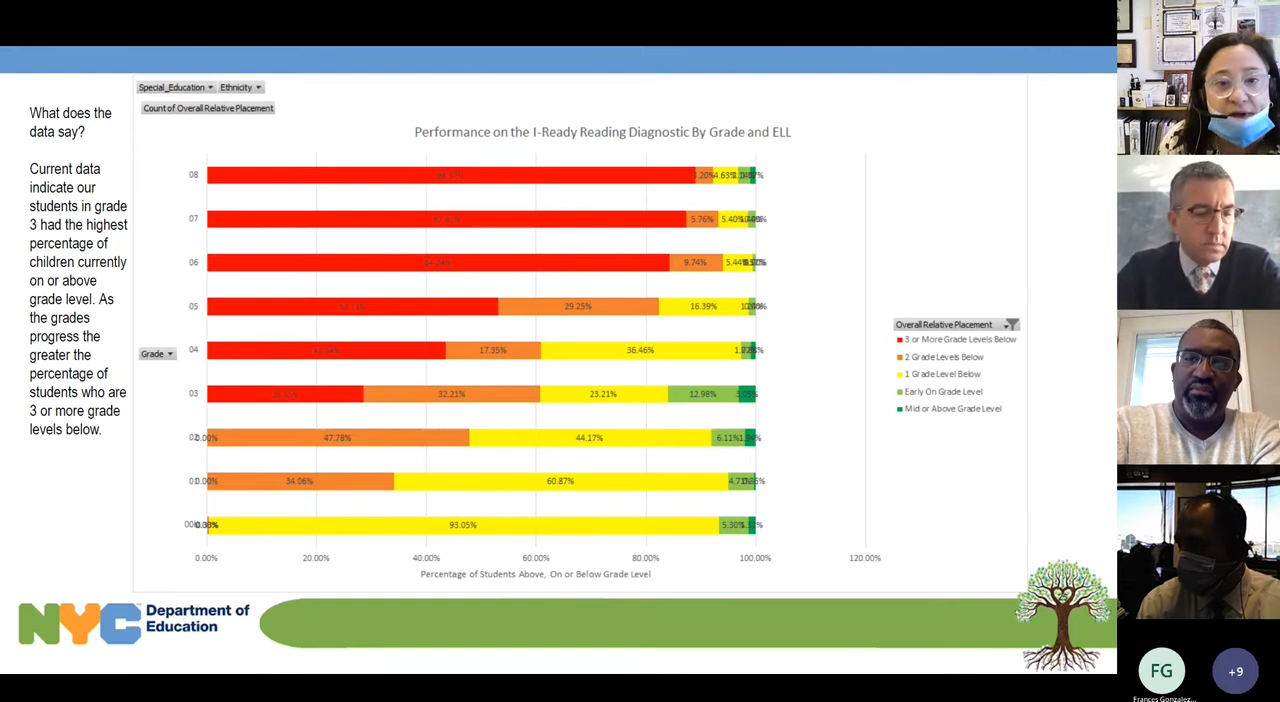 Special_Education
Ethnicity
Count of Overall Relative Placement
What does the
data say?
Current data
indicate our
students in grade
3 had the highest
percentage of
children currently
on or above
grade level. As
the grades
progress the
greater the
percentage of
students who are
3 or more grade
levels below.
Performance on the I-Ready Reading Diagnostic By Grade and ELL
Grade
08
4.63%
07
5.76%
5.40%
06
9.74%
05
29.25%
16.39%
04
17.35%
36.46%
03
32.21%
23.21%
12.98%
47.78%
44.17%
6.11%
34.06%
60.87%
93.05%
5.30%
0.00%
20.00%
40.00%
60.00%
80.00%
100.00%
120.00%
Percentage of Students Above, On or Below Grade Level
Overall Relative Placement
3 or More Grade Levels Below
2 Grade Levels Below
1 Grade Level Below
Early On Grade Level
Mid or Above Grade Level
NYC
Department of
Education
FG
+9
Frances Gonzalez...